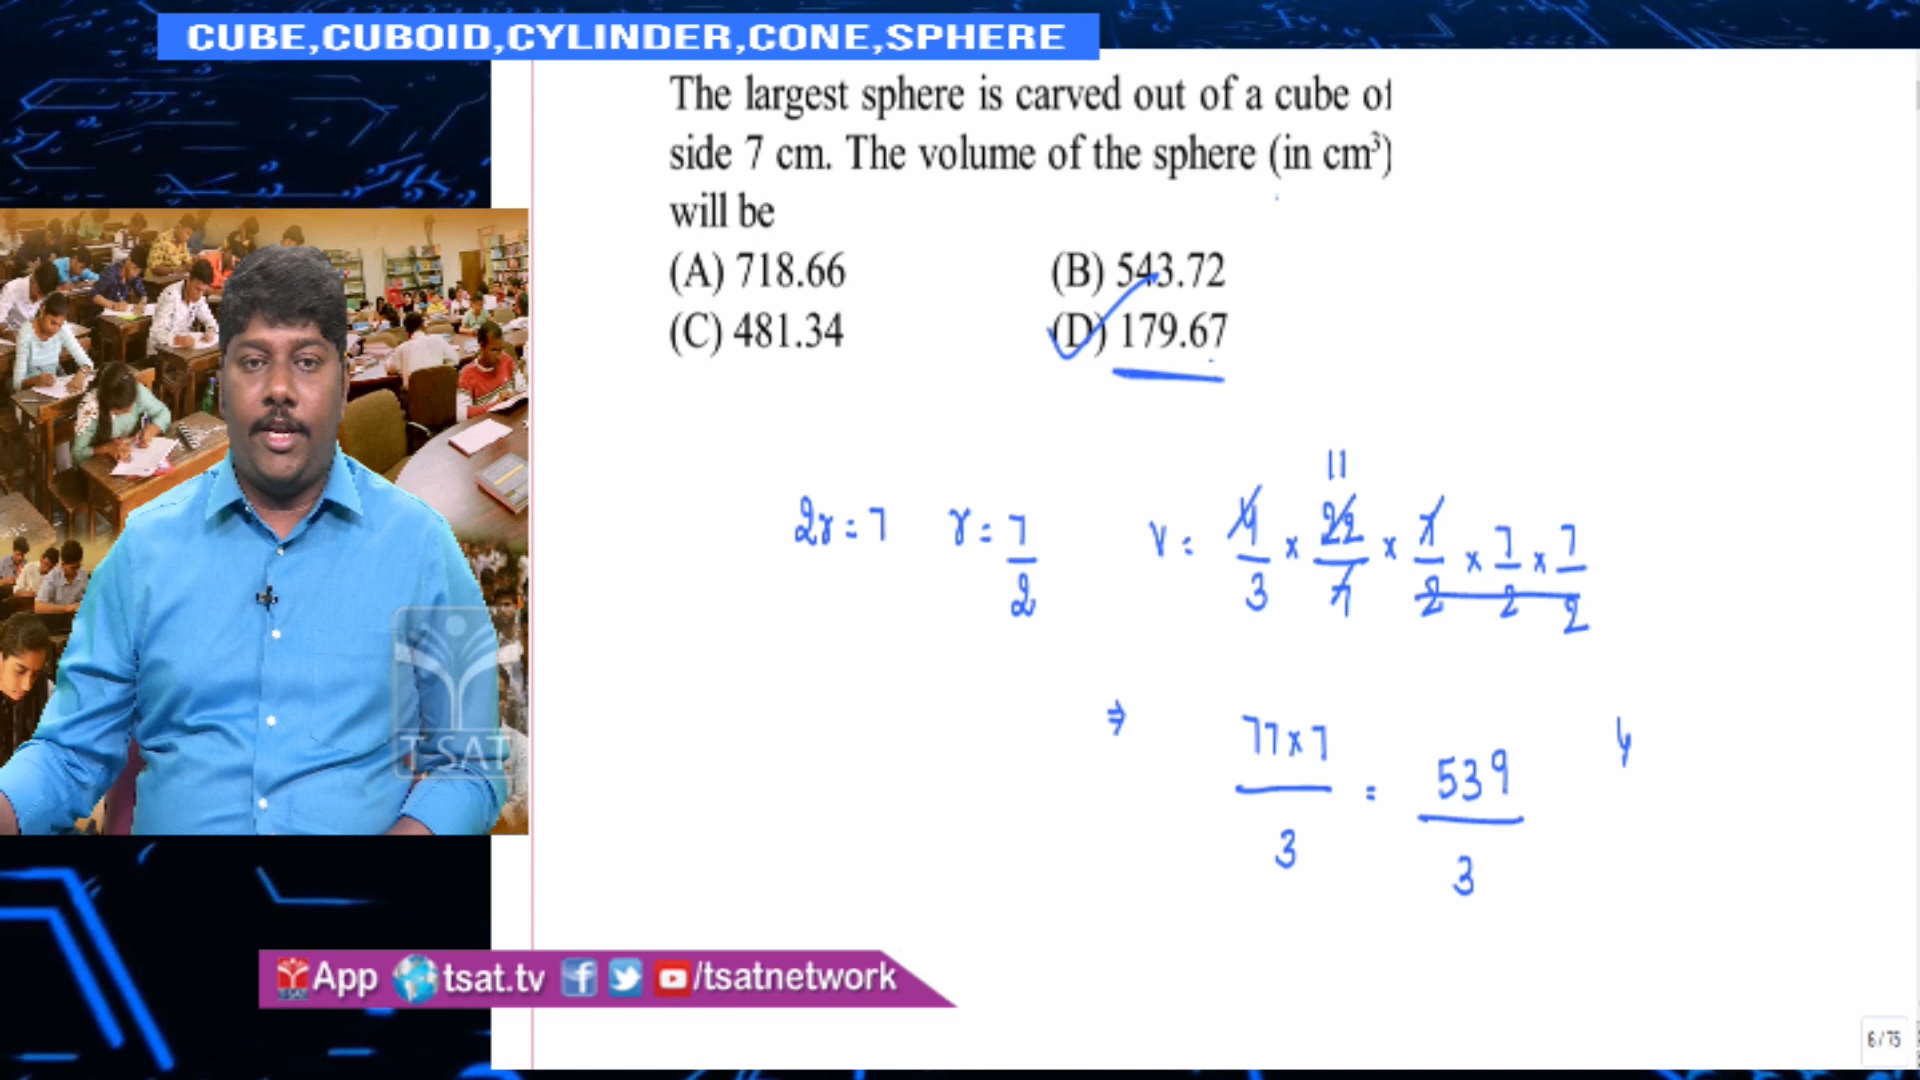 CUBE,CUBOID,CYLINDER,CONE,SPHERE
The largest sphere is carved out of a cube of
side 7 cm. The volume of the sphere (in cm³)
will be
(A) 718.66 (B) 543.72
(C) 481.34 (D) 179.67
2r = 7 r = 7/2 V = 4/3 × 22/7 × 7/2 × 7/2 × 7/2
11
⇒ 77×7/3 = 539/3
T-SAT
App tsat.tv /tsatnetwork
6 / 75